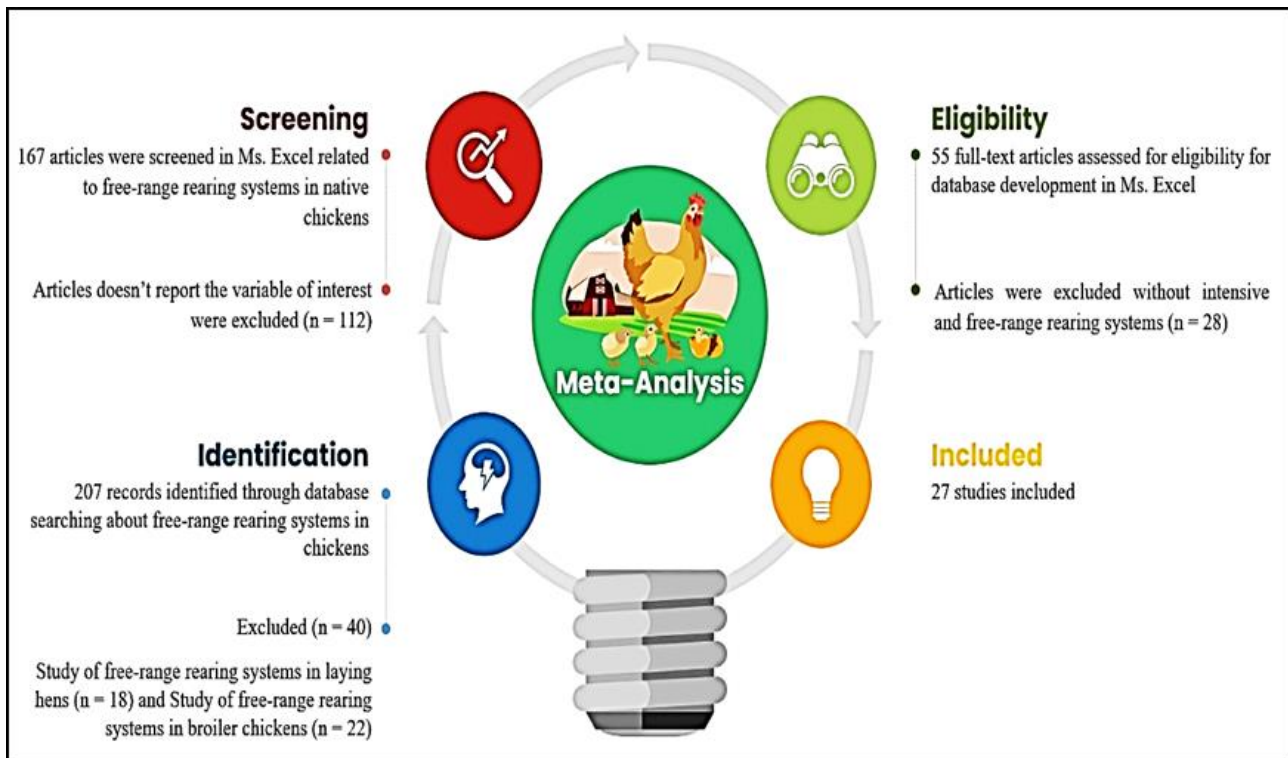 Screening
167 articles were screened in Ms. Excel related
to free-range rearing systems in native
chickens
Articles doesn't report the variable of interest
were excluded (n = 112)
Identification
207 records identified through database
searching about free-range rearing systems in
chickens
Excluded (n = 40)
Study of free-range rearing systems in laying
hens (n = 18) and Study of free-range rearing
systems in broiler chickens (n = 22)
Meta-Analysis
Eligibility
55 full-text articles assessed for eligibility for
database development in Ms. Excel
Articles were excluded without intensive
and free-range rearing systems (n = 28)
Included
27 studies included